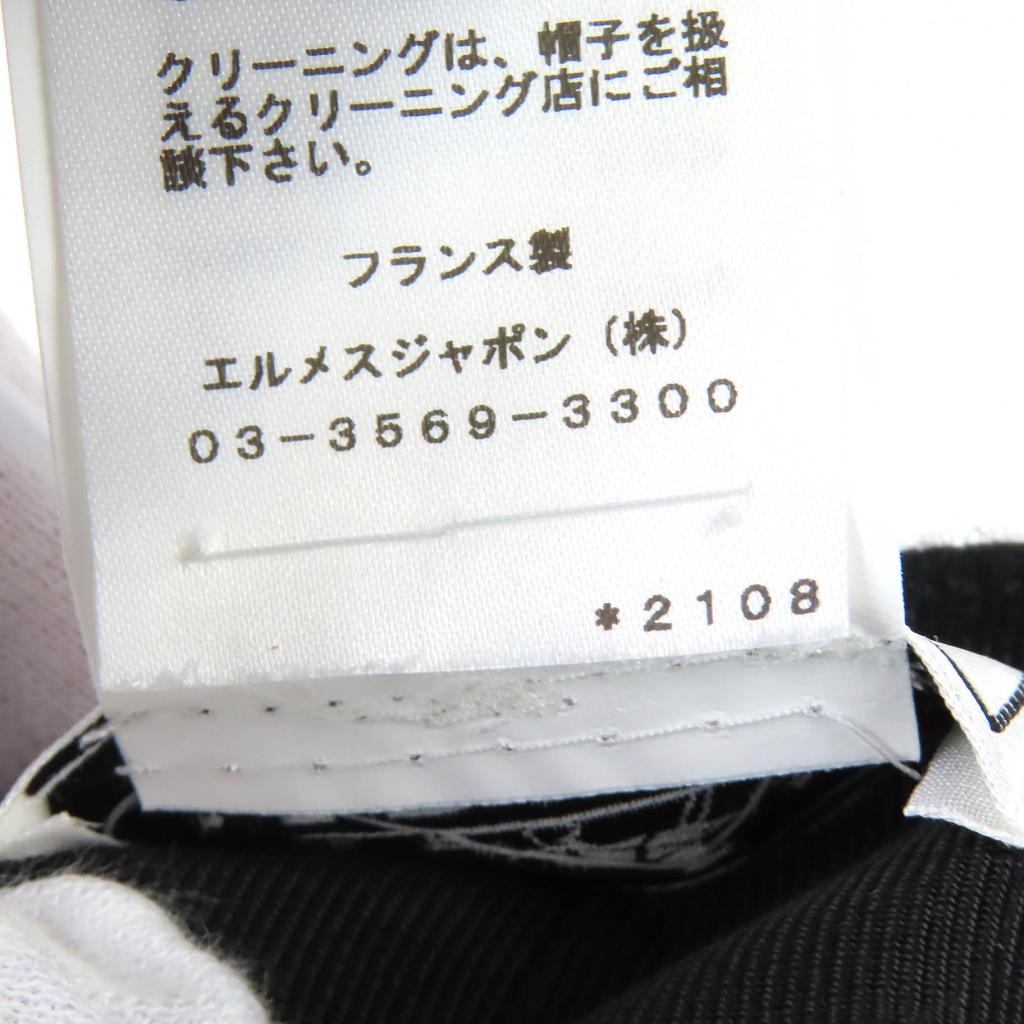 クリーニングは、帽子を扱
えるクリーニング店にご相
談下さい。
フランス製
エルメスジャポン（株）
03-3569-3300
*2108